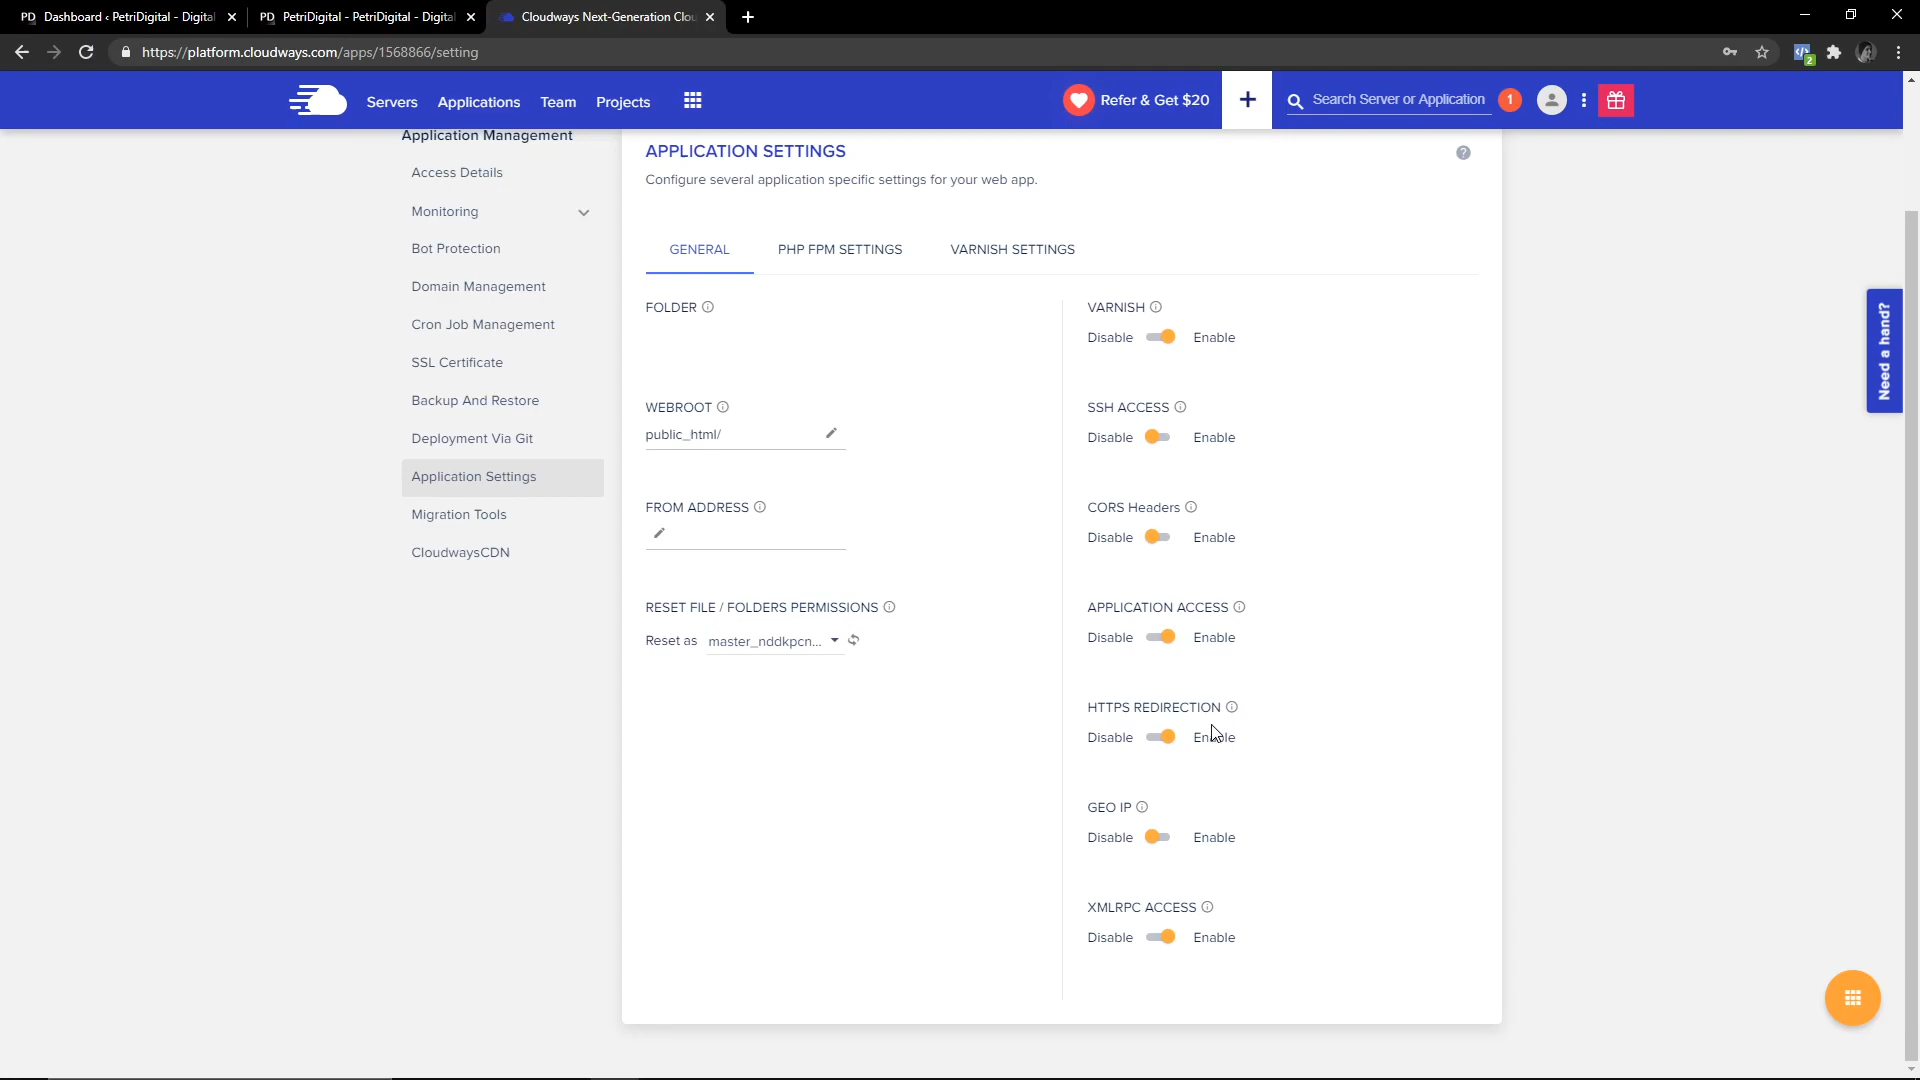 PD Dashboard ‹ PetriDigital - Digital
PD PetriDigital - PetriDigital - Digital
Cloudways Next-Generation Clou
https://platform.cloudways.com/apps/1568866/setting
2
Servers Applications Team Projects
Refer & Get $20
+
Search Server or Application
1
Application Management
Access Details
Monitoring
Bot Protection
Domain Management
Cron Job Management
SSL Certificate
Backup And Restore
Deployment Via Git
Application Settings
Migration Tools
CloudwaysCDN
APPLICATION SETTINGS
Configure several application specific settings for your web app.
GENERAL PHP FPM SETTINGS VARNISH SETTINGS
FOLDER
WEBROOT
public_html/
FROM ADDRESS
RESET FILE / FOLDERS PERMISSIONS
Reset as master_nddkpcn...
VARNISH
Disable Enable
SSH ACCESS
Disable Enable
CORS Headers
Disable Enable
APPLICATION ACCESS
Disable Enable
HTTPS REDIRECTION
Disable Enable
GEO IP
Disable Enable
XMLRPC ACCESS
Disable Enable
Need a hand?